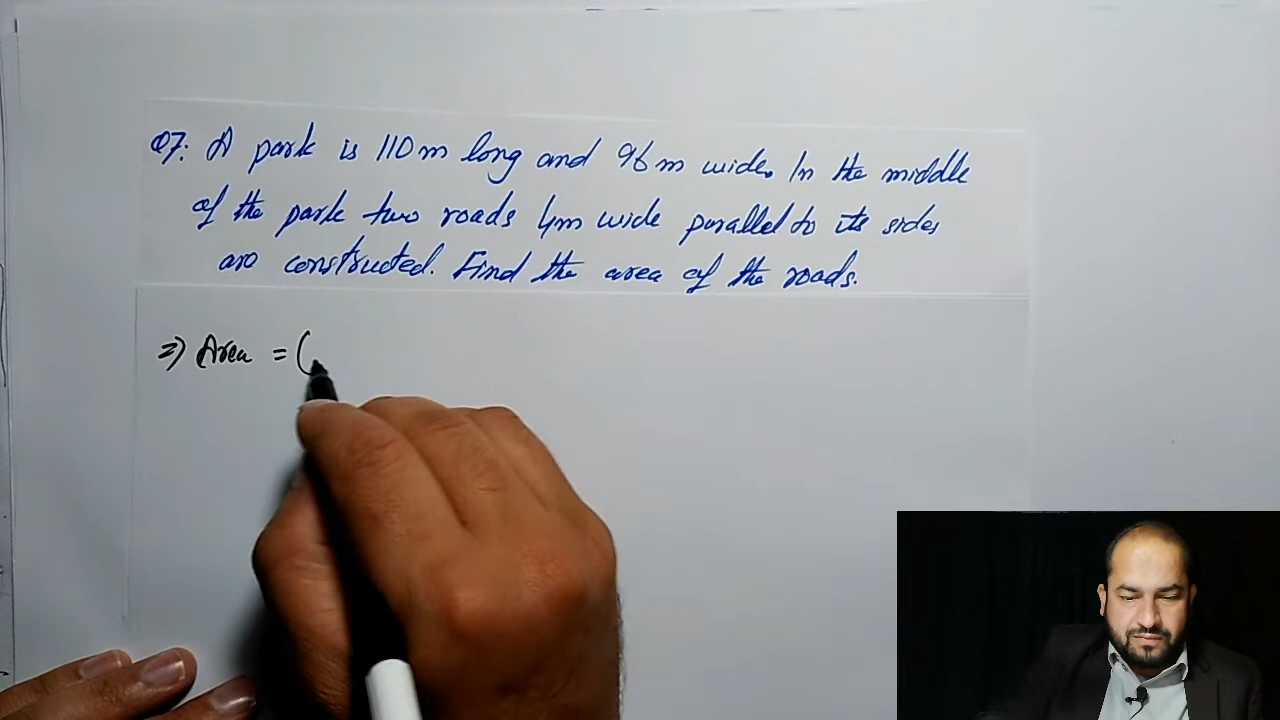 Q7: A park is 110m long and 96m wide. In the middle
of the park two roads 4m wide parallel to its sides
are constructed. Find the area of the roads.
⇒ Area = (